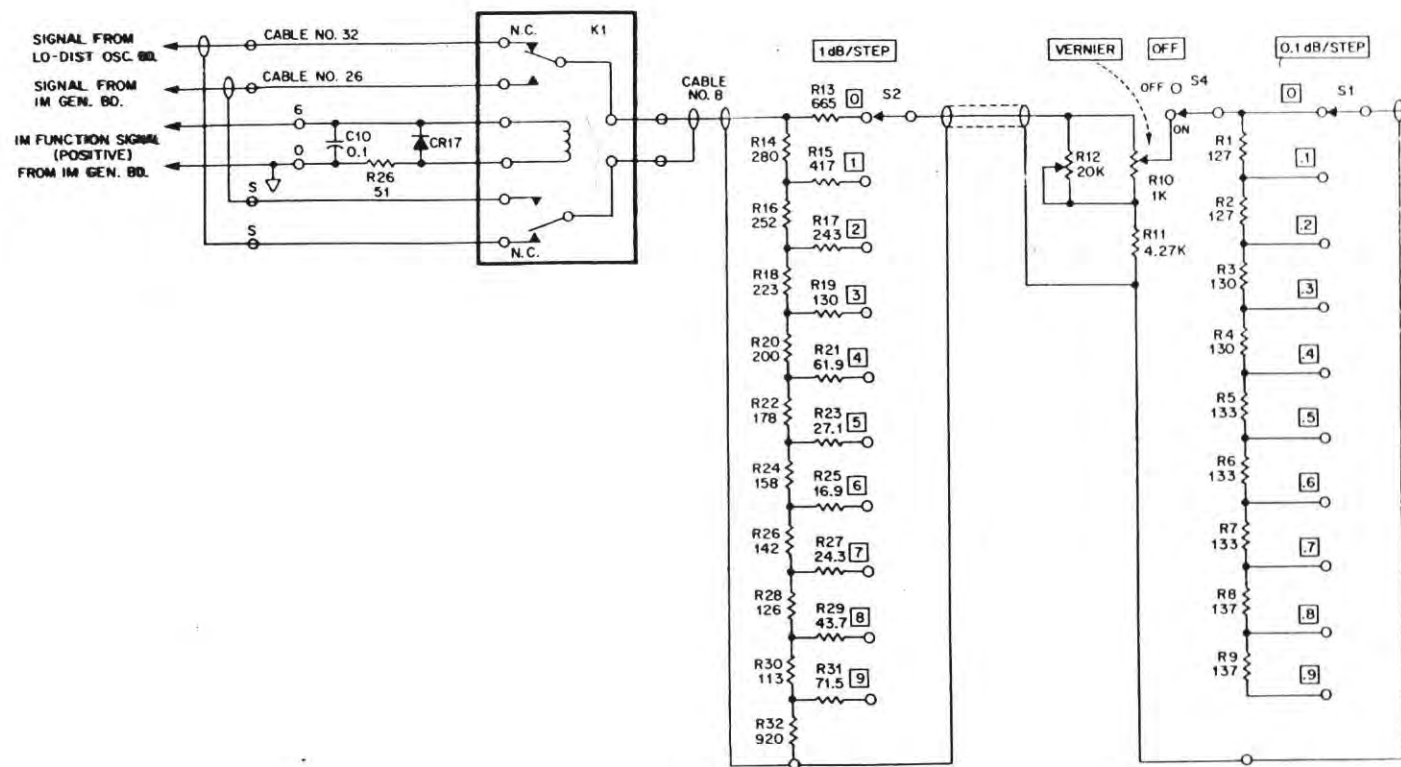 SIGNAL FROM
LO-DIST OSC. BD.
CABLE NO. 32
SIGNAL FROM
IM GEN. BD.
CABLE NO. 26
IM FUNCTION SIGNAL
(POSITIVE)
FROM IM GEN. BD.
6
0
C10
0.1
CR17
R26
51
S
S
N.C.
K1
N.C.
CABLE
NO. 8
1 dB/STEP
R13
665
0
S2
R14
280
R15
417
1
R16
252
R17
243
2
R18
223
R19
130
3
R20
200
R21
61.9
4
R22
178
R23
27.1
5
R24
158
R25
16.9
6
R26
142
R27
24.3
7
R28
126
R29
43.7
8
R30
113
R31
71.5
9
R32
920
VERNIER
OFF
OFF
S4
ON
R12
20K
R10
1K
R11
4.27K
0.1 dB/STEP
0
S1
R1
127
.1
R2
127
.2
R3
130
.3
R4
130
.4
R5
133
.5
R6
133
.6
R7
133
.7
R8
137
.8
R9
137
.9